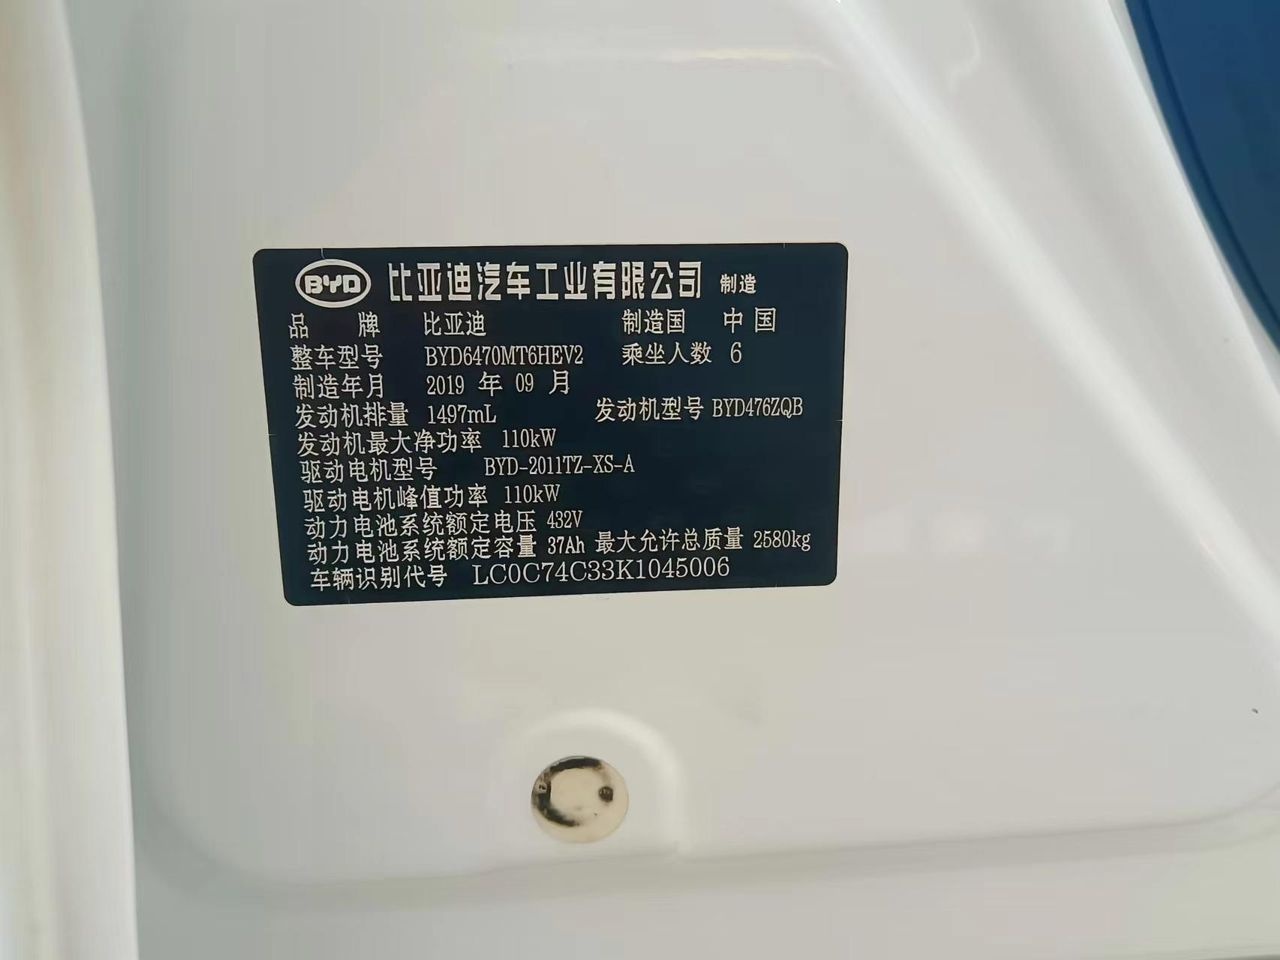 BYD 比亚迪汽车工业有限公司 制造
品 牌 比亚迪 制造国 中国
整车型号 BYD6470MT6HEV2 乘坐人数 6
制造年月 2019 年 09 月
发动机排量 1497mL 发动机型号 BYD476ZQB
发动机最大净功率 110kW
驱动电机型号 BYD-2011TZ-XS-A
驱动电机峰值功率 110kW
动力电池系统额定电压 432V
动力电池系统额定容量 37Ah 最大允许总质量 2580kg
车辆识别代号 LC0C74C33K1045006